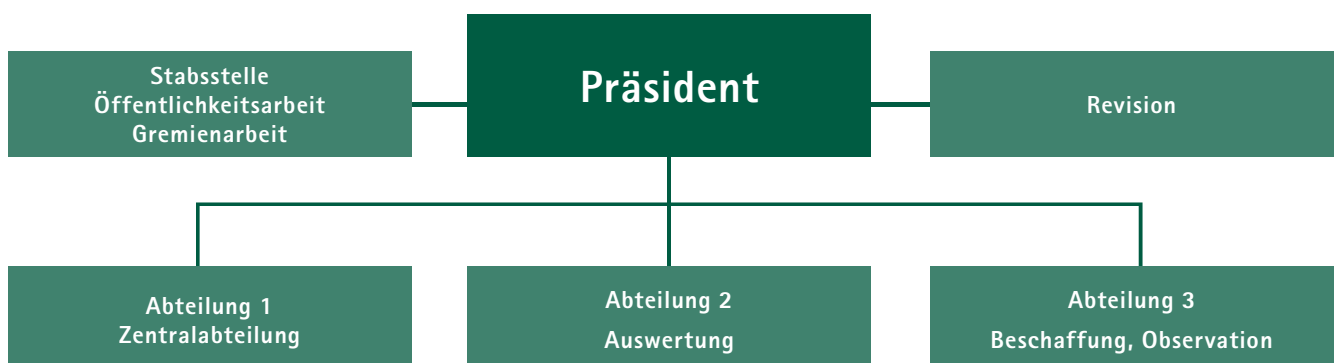 Stabsstelle
Öffentlichkeitsarbeit
Gremienarbeit
Präsident
Revision
Abteilung 1
Zentralabteilung
Abteilung 2
Auswertung
Abteilung 3
Beschaffung, Observation